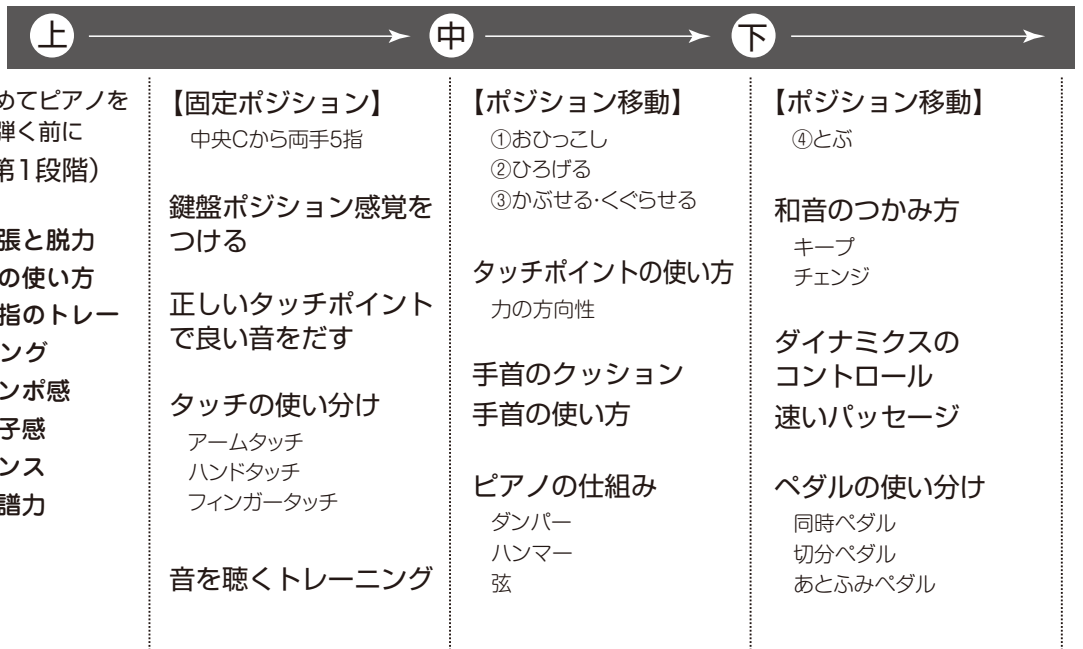 上
中
下
めてピアノを
弾く前に
第1段階）
張と脱力
の使い方
指のトレー
ング
ンポ感
子感
ンス
譜力
【固定ポジション】
中央Cから両手5指
鍵盤ポジション感覚を
つける
正しいタッチポイント
で良い音をだす
タッチの使い分け
アームタッチ
ハンドタッチ
フィンガータッチ
音を聴くトレーニング
【ポジション移動】
①おひっこし
②ひろげる
③かぶせる・くぐらせる
タッチポイントの使い方
力の方向性
手首のクッション
手首の使い方
ピアノの仕組み
ダンパー
ハンマー
弦
【ポジション移動】
④とぶ
和音のつかみ方
キープ
チェンジ
ダイナミクスの
コントロール
速いパッセージ
ペダルの使い分け
同時ペダル
切分ペダル
あとふみペダル